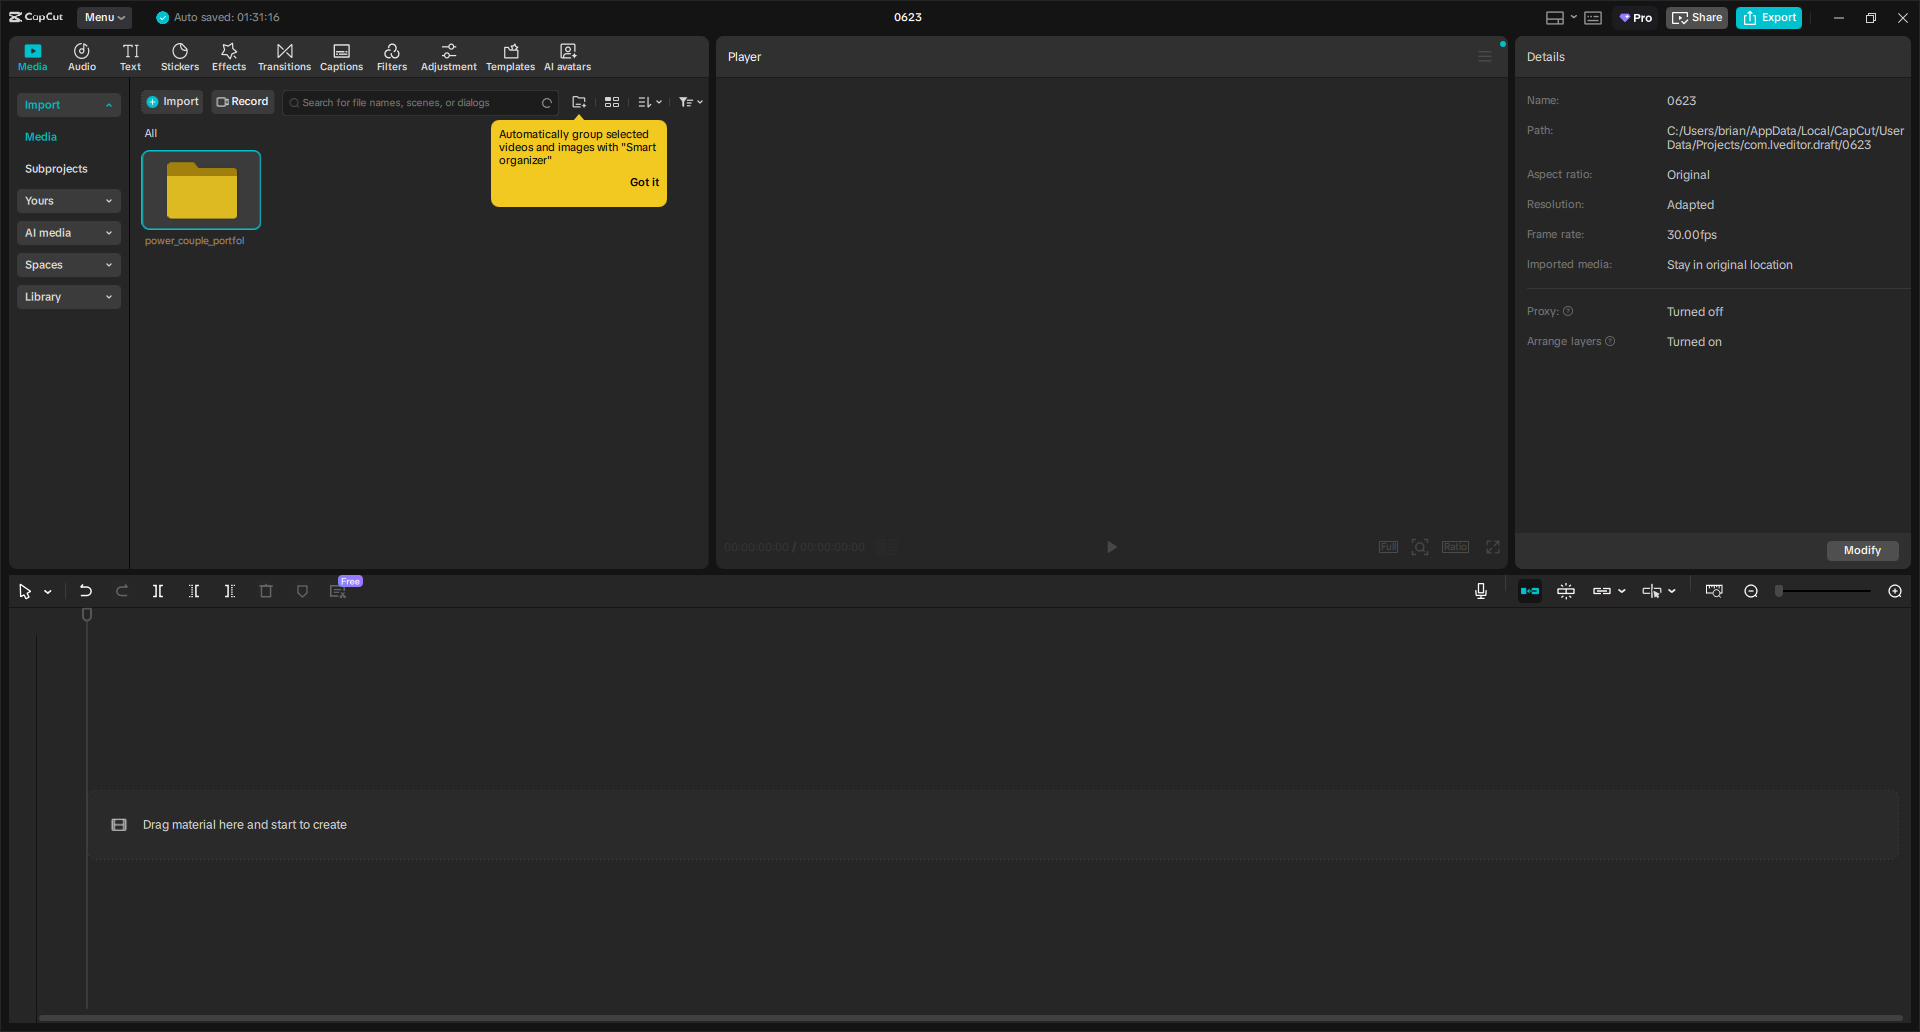 CapCut
Menu
Auto saved: 01:31:16
0623
Pro
Share
Export
Media
Audio
Text
Stickers
Effects
Transitions
Captions
Filters
Adjustment
Templates
AI avatars
Import
Media
Subprojects
Yours
AI media
Spaces
Library
Import
Record
Search for file names, scenes, or dialogs
All
power_couple_portfol
Automatically group selected
videos and images with "Smart
organizer"
Got it
Player
00:00:00:00 / 00:00:00:00
Full
Ratio
Details
Name:
0623
Path:
C:/Users/brian/AppData/Local/CapCut/User
Data/Projects/com.lveditor.draft/0623
Aspect ratio:
Original
Resolution:
Adapted
Frame rate:
30.00fps
Imported media:
Stay in original location
Proxy:
Turned off
Arrange layers
Turned on
Modify
Free
Drag material here and start to create